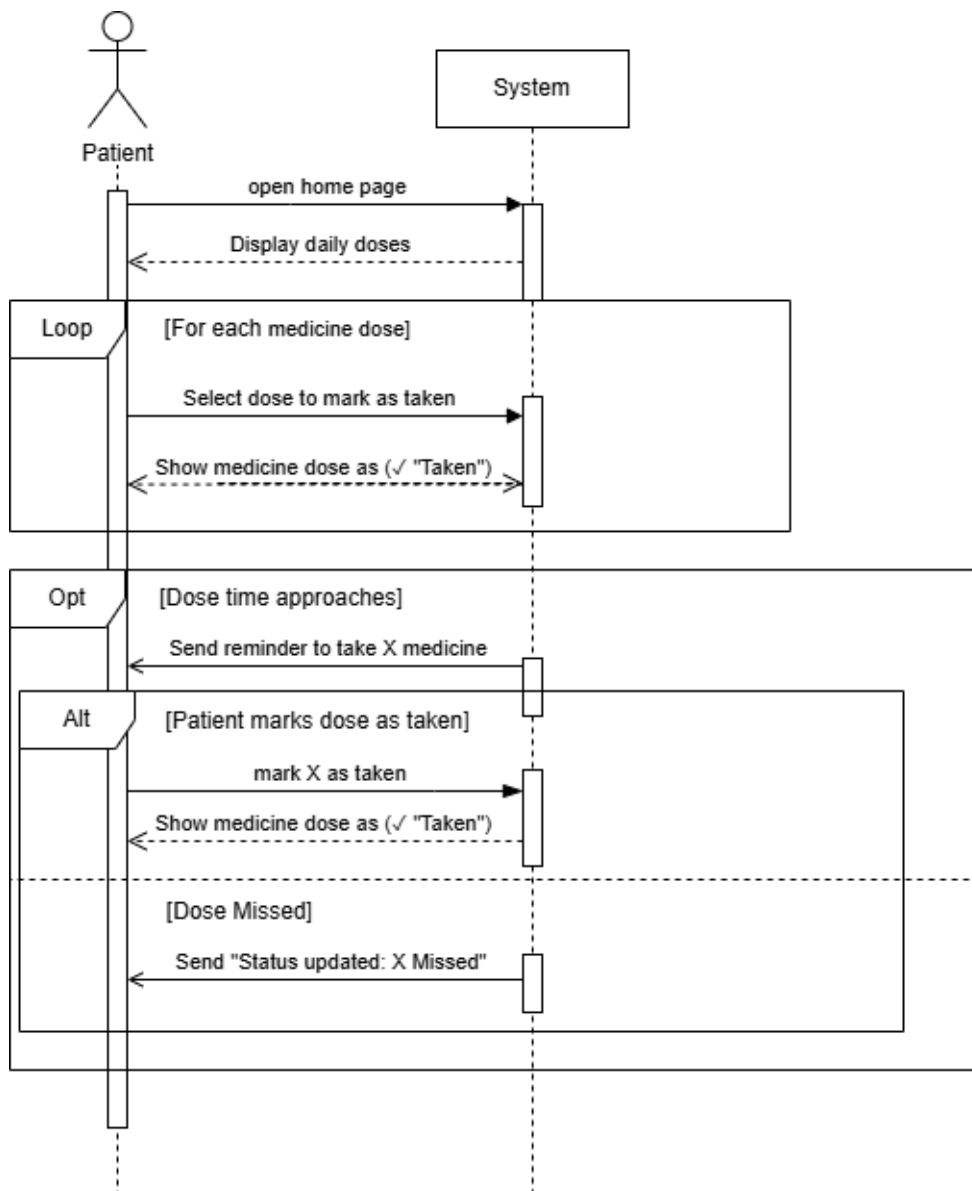 System
Patient
open home page
Display daily doses
Loop
[For each medicine dose]
Select dose to mark as taken
Show medicine dose as (✓ "Taken")
Opt
[Dose time approaches]
Send reminder to take X medicine
Alt
[Patient marks dose as taken]
mark X as taken
Show medicine dose as (✓ "Taken")
[Dose Missed]
Send "Status updated: X Missed"